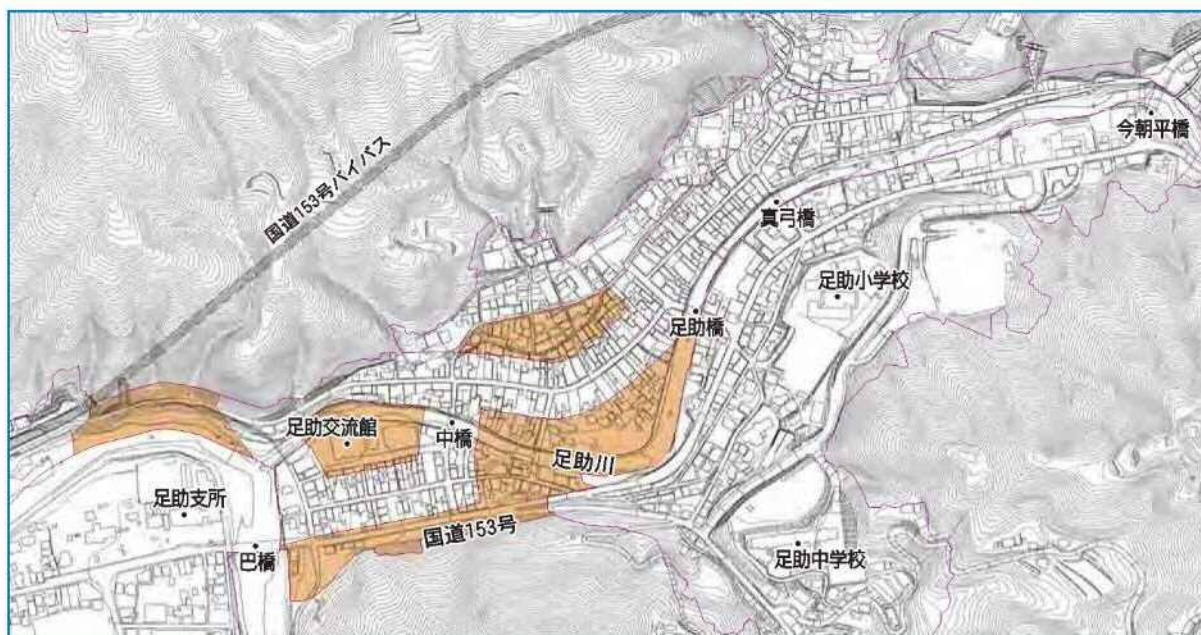 国道153号バイパス
今朝平橋
真弓橋
足助小学校
足助橋
足助交流館
中橋
足助川
足助支所
国道153号
巴橋
足助中学校